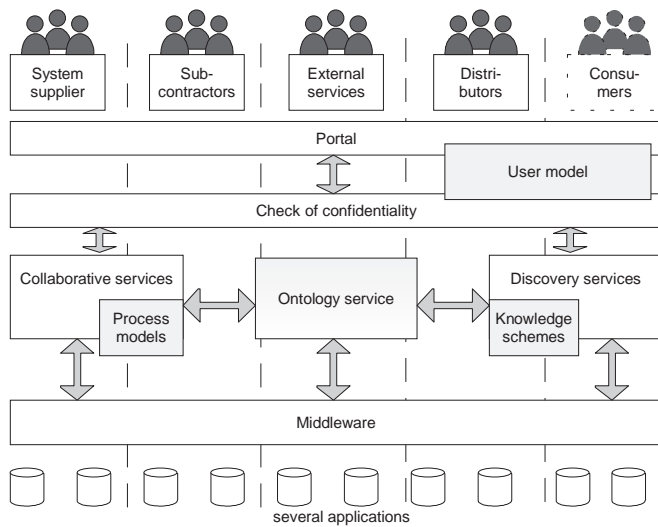 System
supplier
Sub-
contractors
External
services
Distri-
butors
Consu-
mers
Portal
User model
Check of confidentiality
Collaborative services
Process
models
Ontology service
Discovery services
Knowledge
schemes
Middleware
several applications